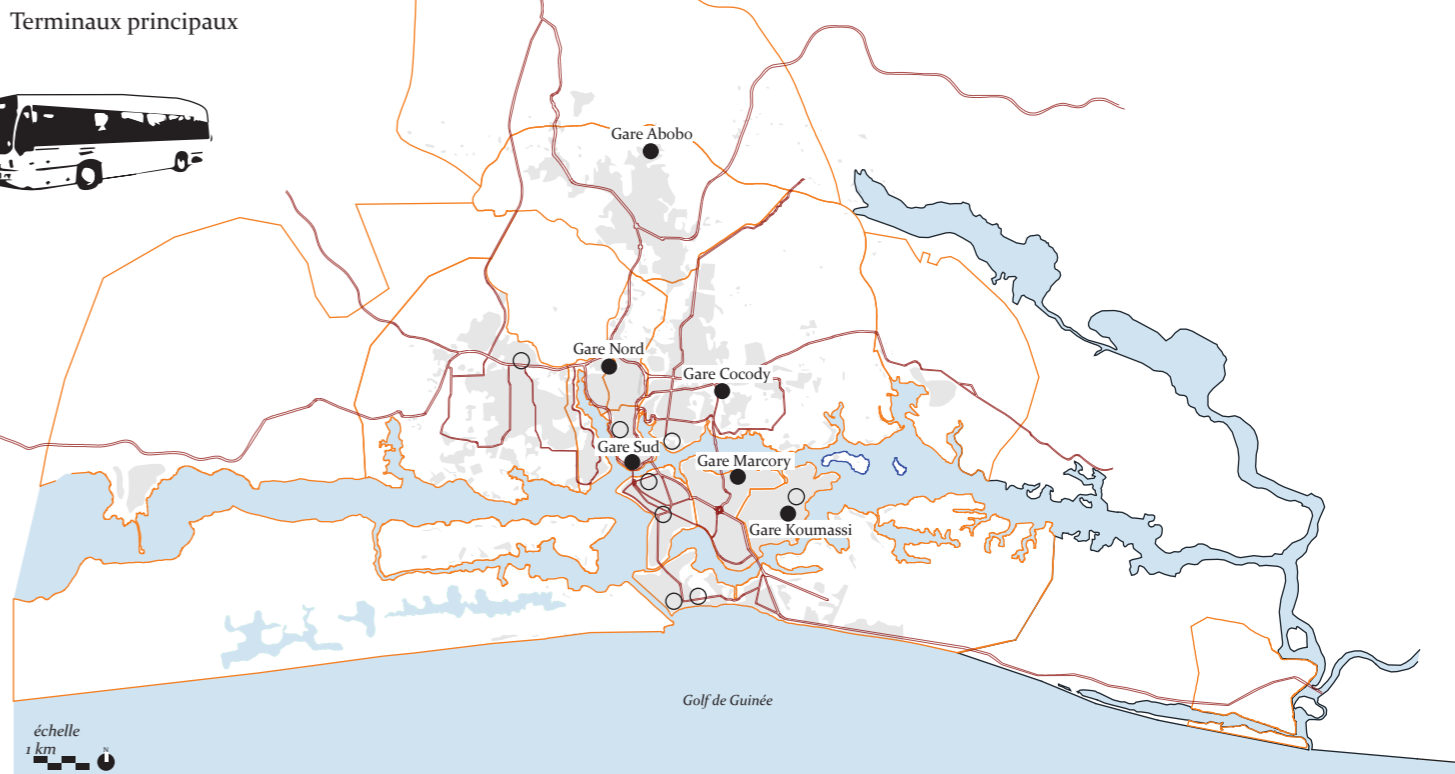 Terminaux principaux
Gare Abobo
Gare Nord
Gare Cocody
Gare Sud
Gare Marcory
Gare Koumassi
Golf de Guinée
échelle
1 km
N